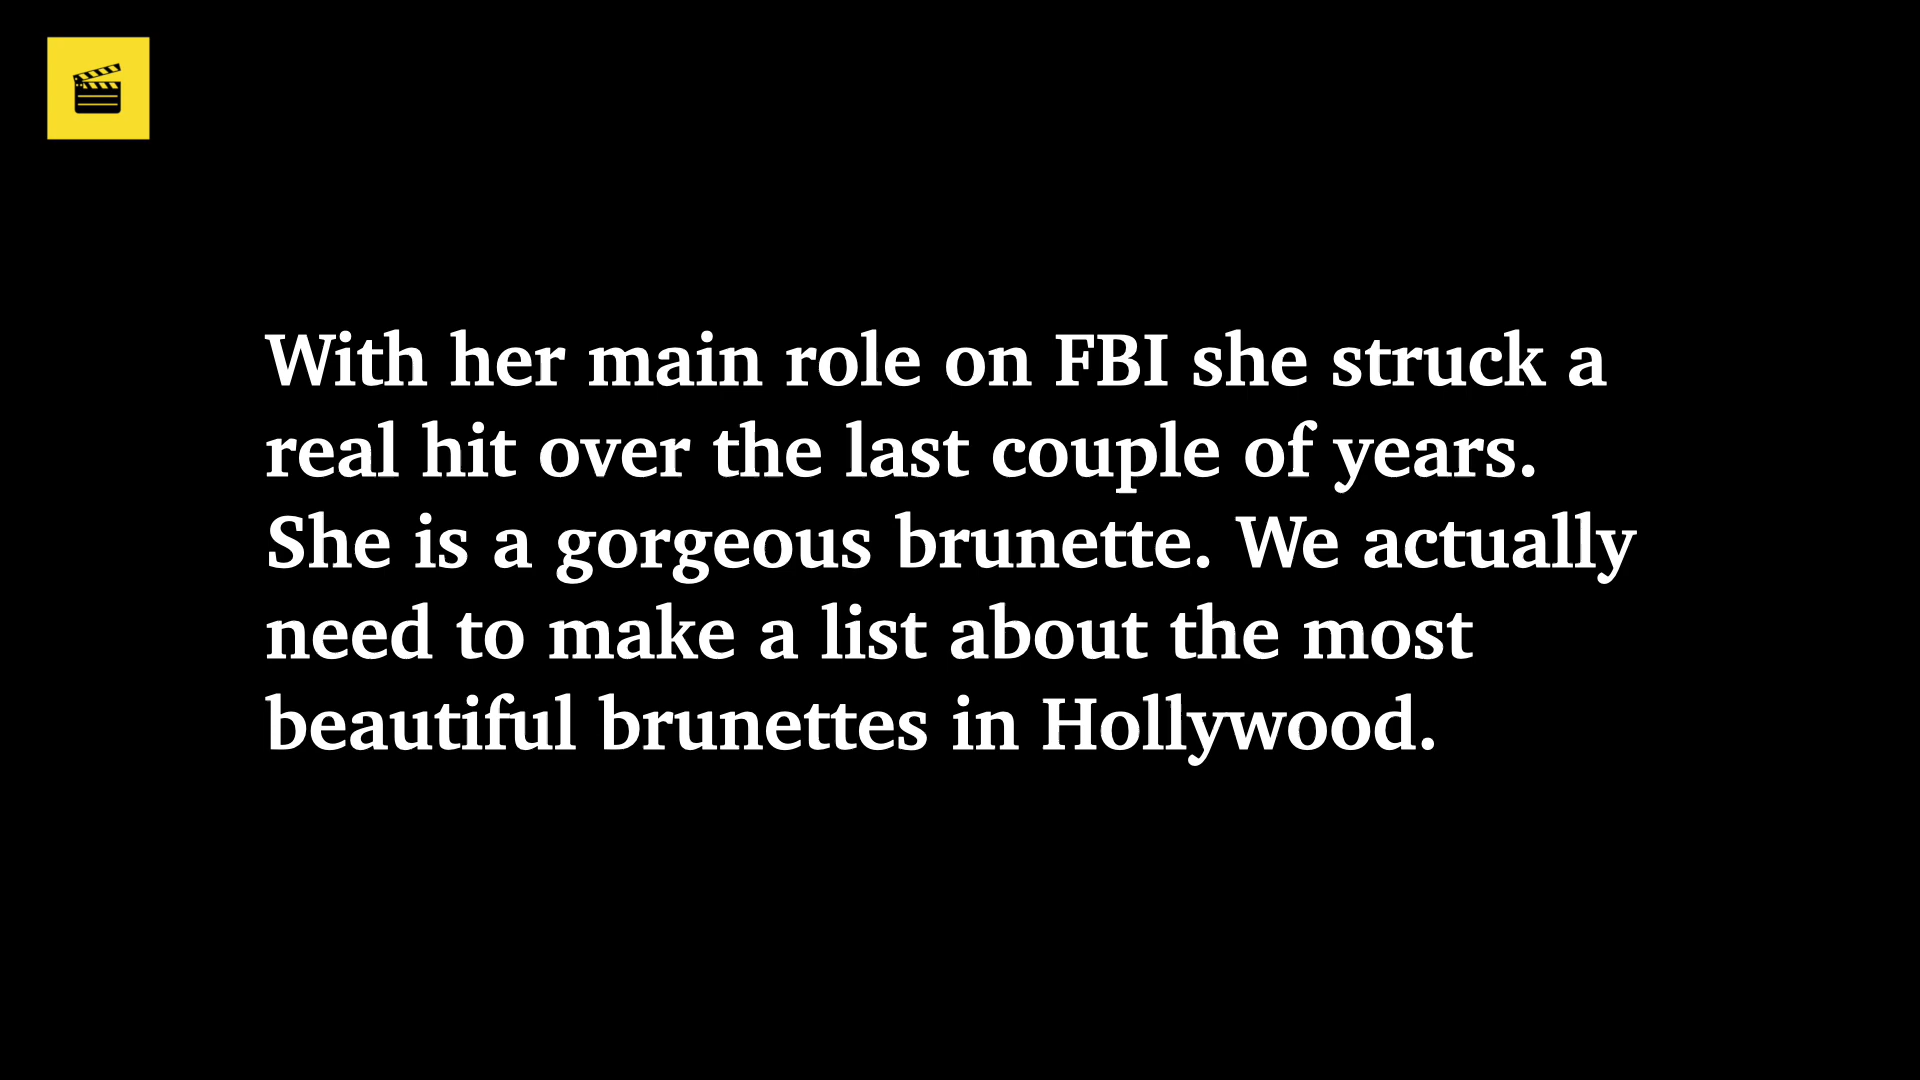 With her main role on FBI she struck a
real hit over the last couple of years.
She is a gorgeous brunette. We actually
need to make a list about the most
beautiful brunettes in Hollywood.